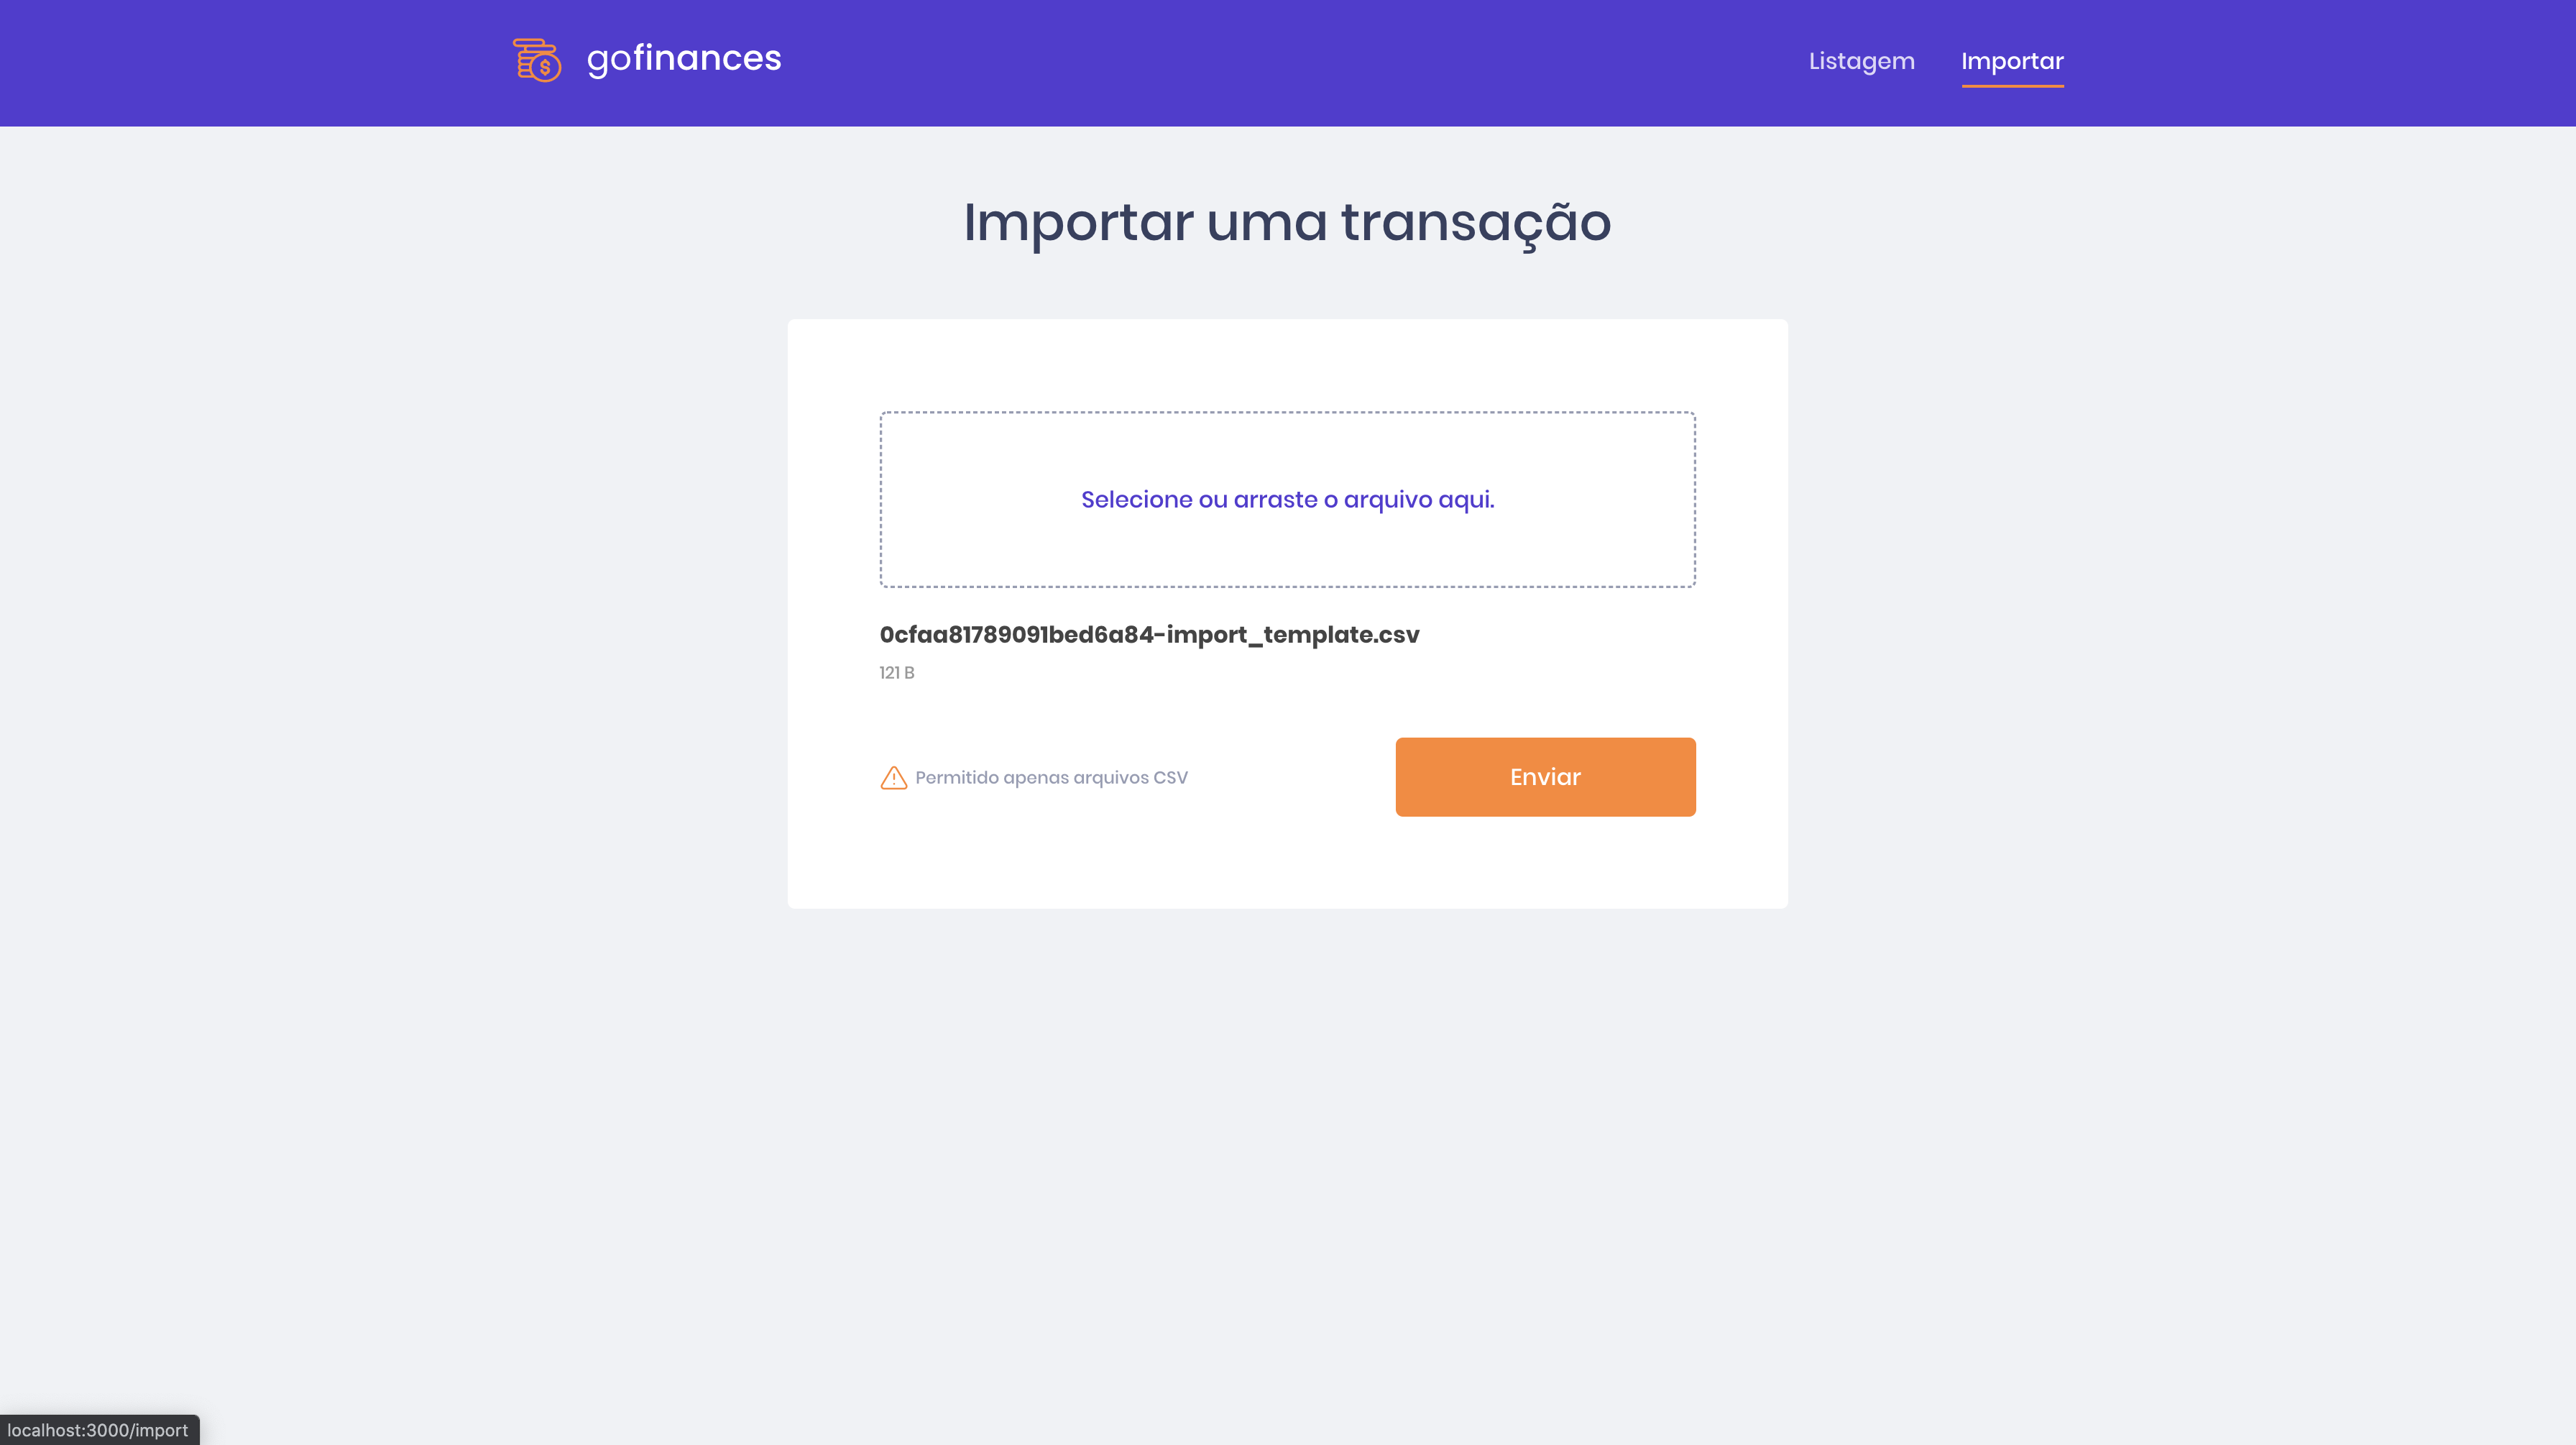 gofinances
Listagem
Importar
Importar uma transação
Selecione ou arraste o arquivo aqui.
0cfaa81789091bed6a84-import_template.csv
121 B
Permitido apenas arquivos CSV
Enviar
localhost:3000/import